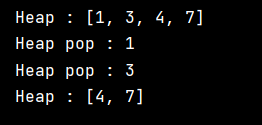 Heap : [1, 3, 4, 7]
Heap pop : 1
Heap pop : 3
Heap : [4, 7]